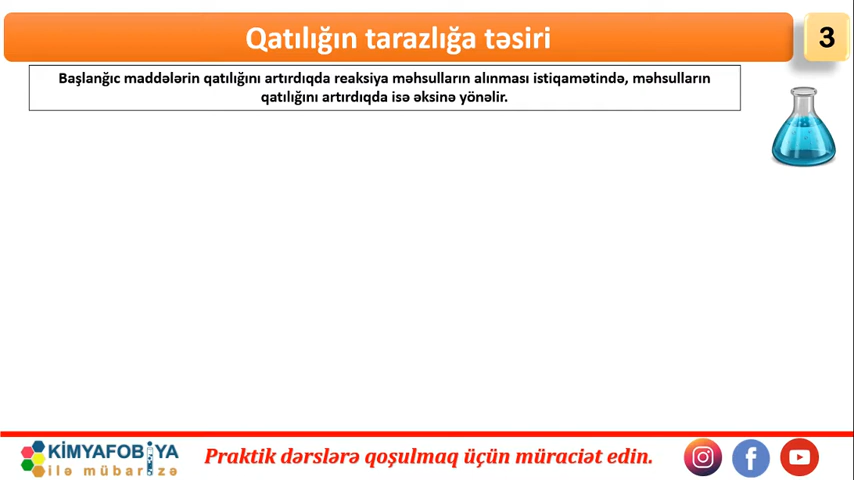 Qatılığın tarazlığa təsiri
3
Başlanğıc maddələrin qatılığını artırdıqda reaksiya məhsulların alınması istiqamətində, məhsulların
qatılığını artırdıqda isə əksinə yönəlir.
KİMYAFOBİYA
ilə mübarizə
Praktik dərslərə qoşulmaq üçün müraciət edin.